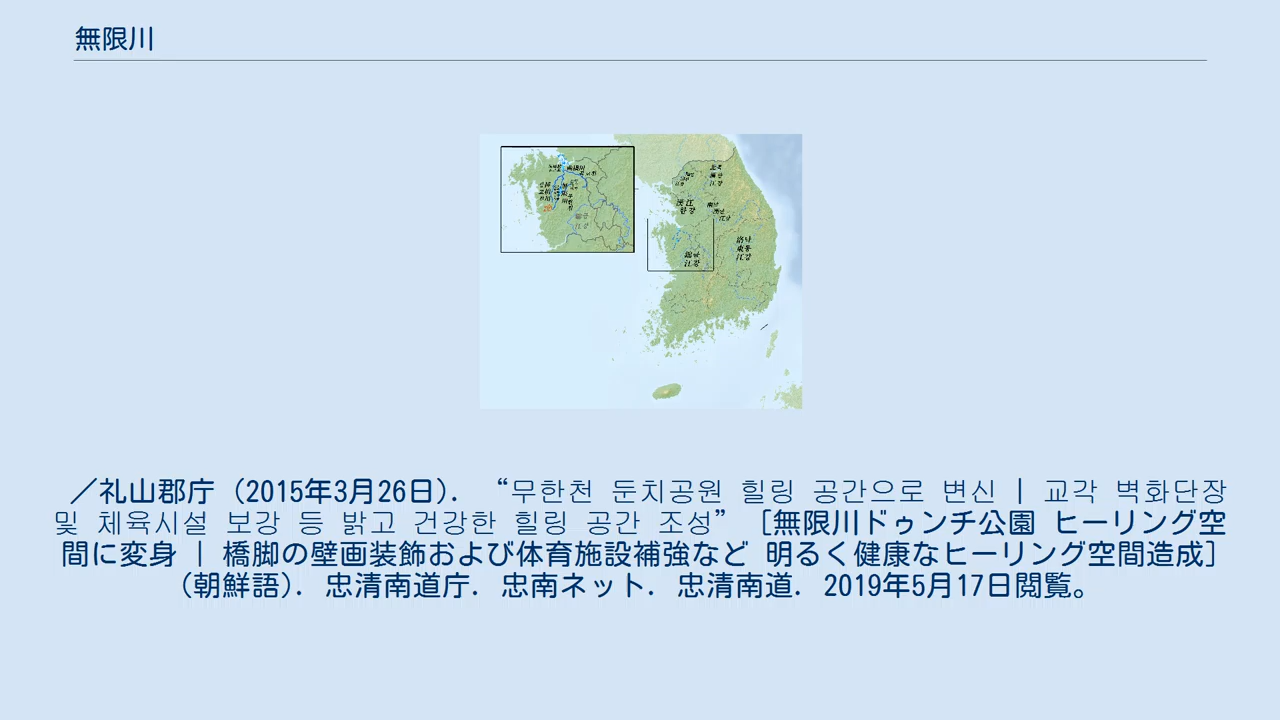 無限川
／礼山郡庁 (2015年3月26日). “무한천 둔치공원 힐링 공간으로 변신 | 교각 벽화단장
및 체육시설 보강 등 밝고 건강한 힐링 공간 조성” [無限川ドゥンチ公園 ヒーリング空
間に変身 | 橋脚の壁画装飾および体育施設補強など 明るく健康なヒーリング空間造成]
(朝鮮語). 忠清南道庁. 忠南ネット. 忠清南道. 2019年5月17日閲覧。